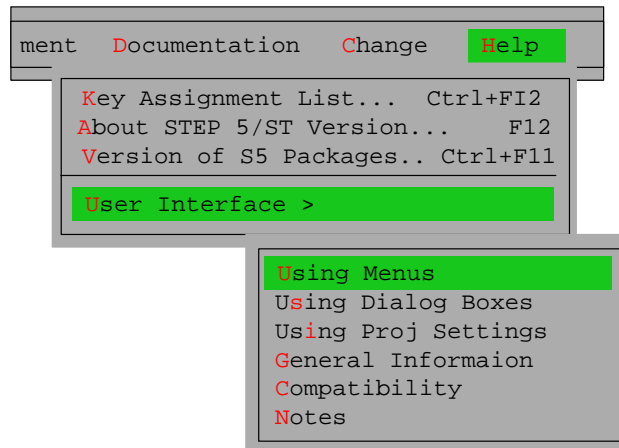 ment Documentation Change Help
Key Assignment List... Ctrl+FI2
About STEP 5/ST Version... F12
Version of S5 Packages.. Ctrl+F11
User Interface >
Using Menus
Using Dialog Boxes
Using Proj Settings
General Informaion
Compatibility
Notes